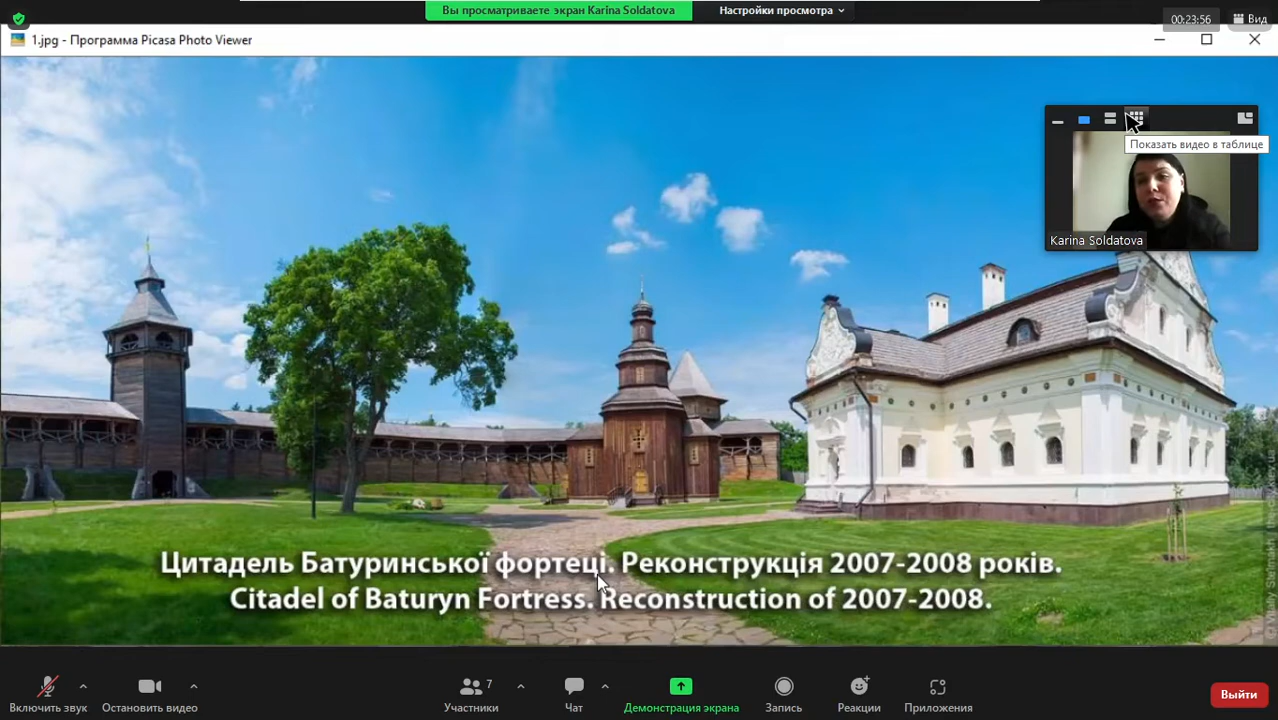 Вы просматриваете экран Karina Soldatova
Настройки просмотра
00:23:56
Вид
1.jpg - Программа Picasa Photo Viewer
Показать видео в таблице
Karina Soldatova
Цитадель Батуринської фортеці. Реконструкція 2007-2008 років.
Citadel of Baturyn Fortress. Reconstruction of 2007-2008.
Включить звук
Остановить видео
7
Участники
Чат
Демонстрация экрана
Запись
Реакции
Приложения
Выйти